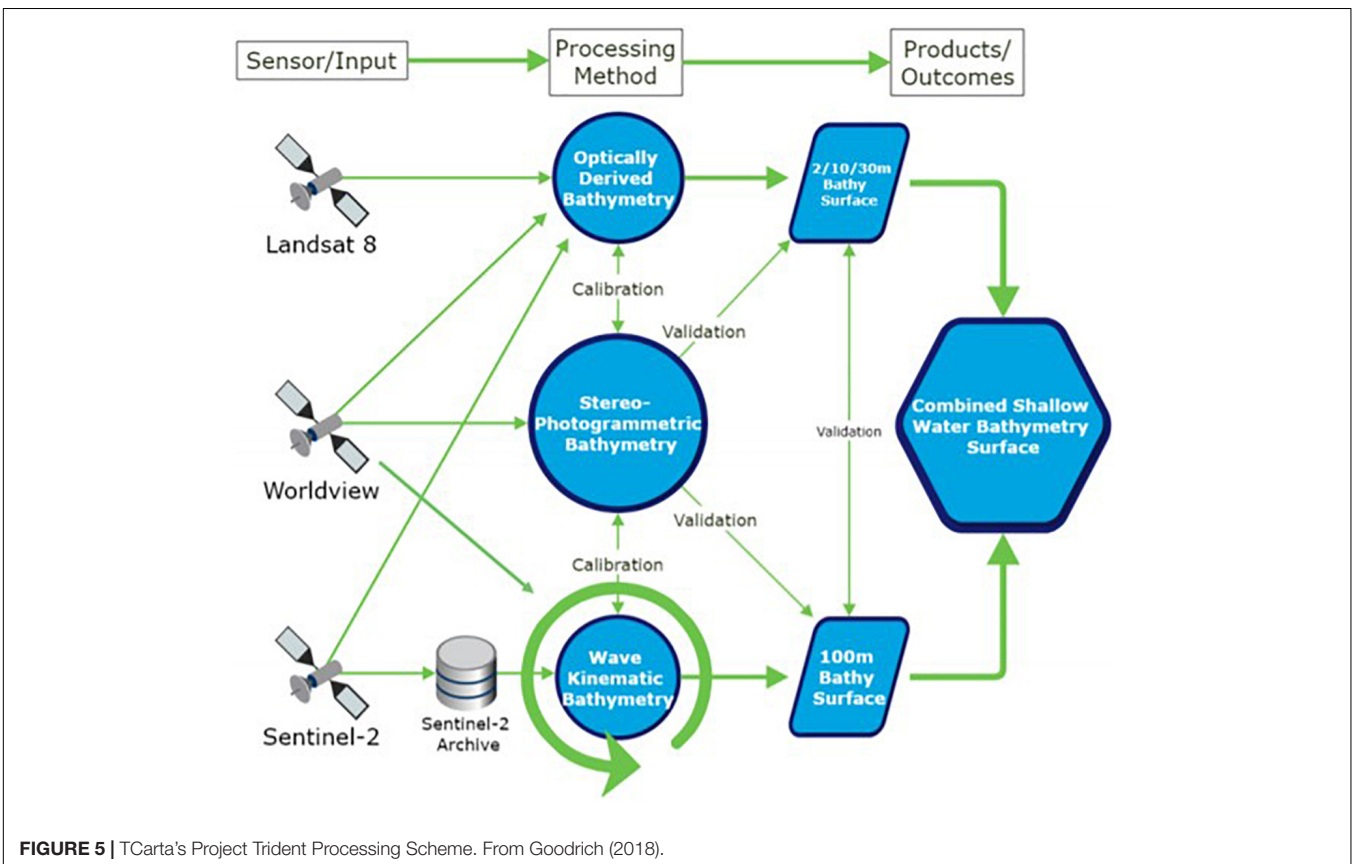 Sensor/Input
Processing
Method
Products/
Outcomes
Landsat 8
Optically
Derived
Bathymetry
2/10/30m
Bathy
Surface
Calibration
Validation
Worldview
Stereo-
Photogrammetric
Bathymetry
Validation
Combined Shallow
Water Bathymetry
Surface
Validation
Calibration
Sentinel-2
Sentinel-2
Archive
Wave
Kinematic
Bathymetry
100m
Bathy
Surface
FIGURE 5 | TCarta's Project Trident Processing Scheme. From Goodrich (2018).